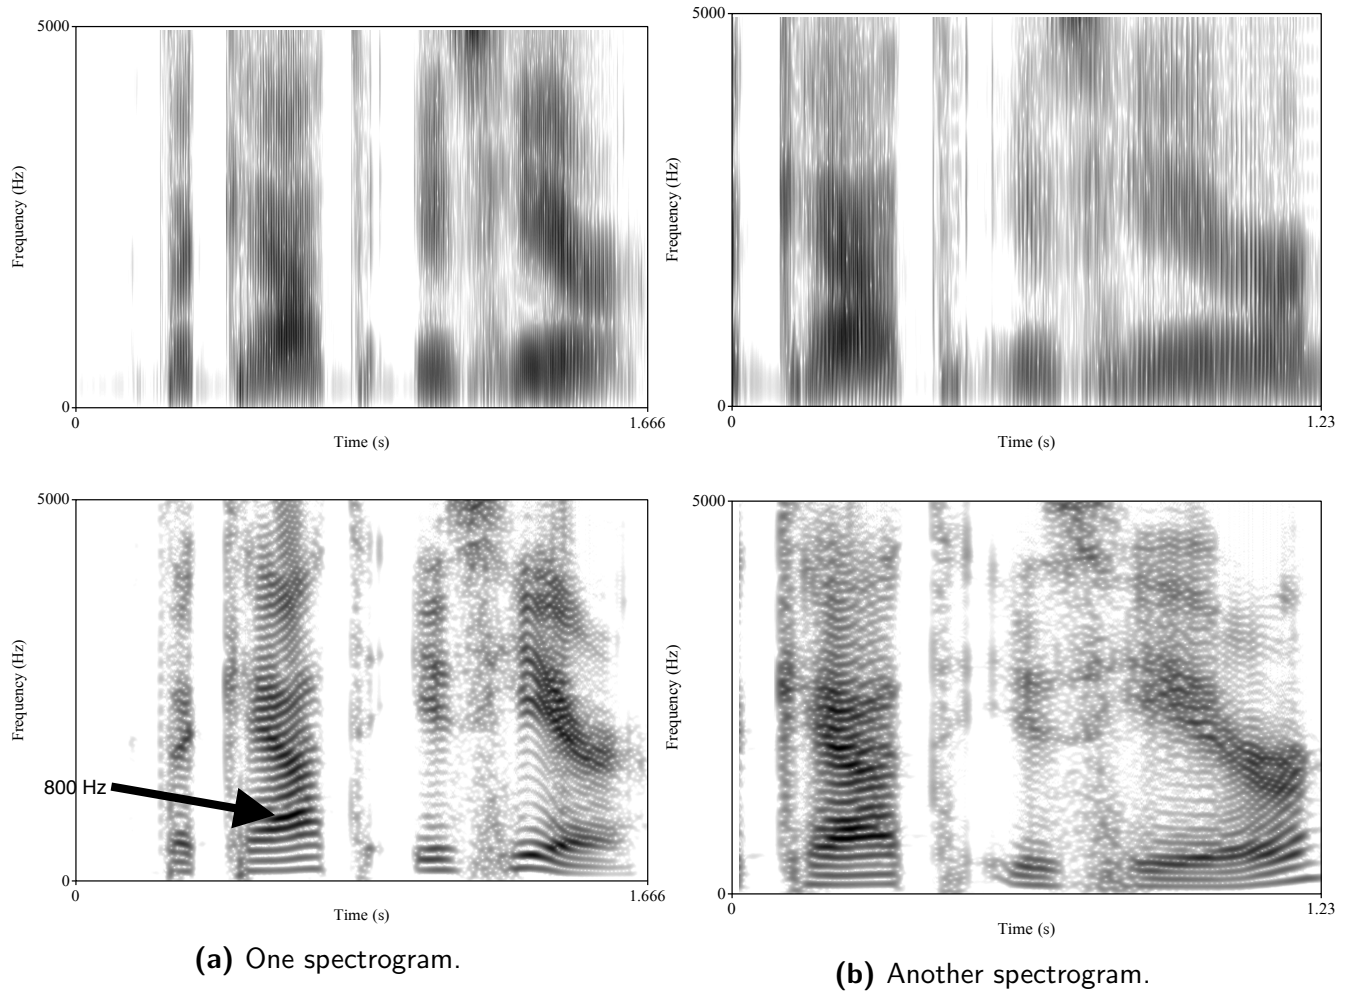 5000
Frequency (Hz)
0
0
1.666
Time (s)
5000
Frequency (Hz)
0
0
1.23
Time (s)
5000
Frequency (Hz)
800 Hz
0
0
1.666
Time (s)
(a) One spectrogram.
5000
Frequency (Hz)
0
0
1.23
Time (s)
(b) Another spectrogram.